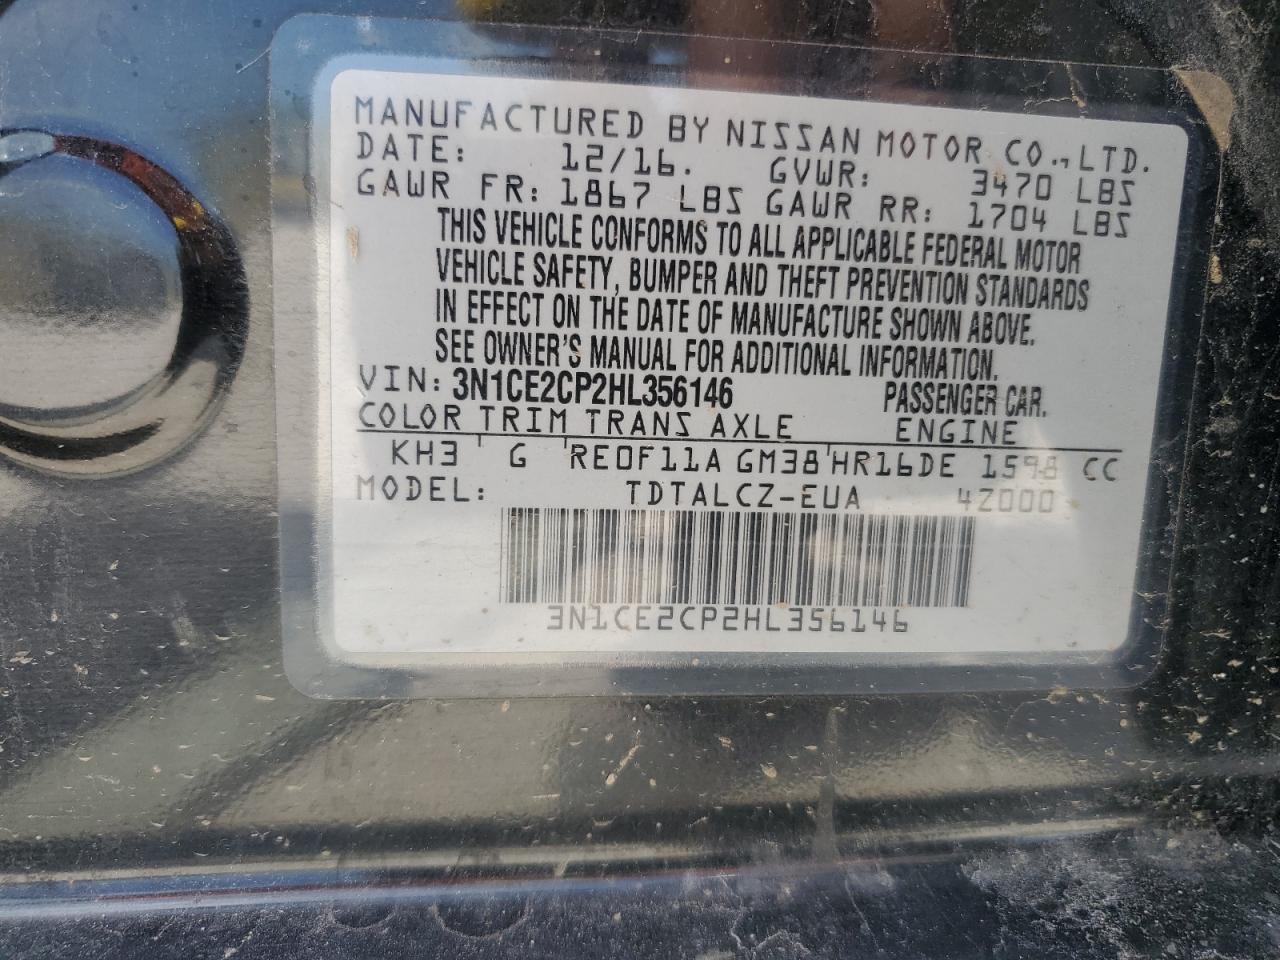 MANUFACTURED BY NISSAN MOTOR CO., LTD.
DATE: 12/16. GVWR: 3470 LBS
GAWR FR: 1867 LBS GAWR RR: 1704 LBS
THIS VEHICLE CONFORMS TO ALL APPLICABLE FEDERAL MOTOR
VEHICLE SAFETY, BUMPER AND THEFT PREVENTION STANDARDS
IN EFFECT ON THE DATE OF MANUFACTURE SHOWN ABOVE.
SEE OWNER'S MANUAL FOR ADDITIONAL INFORMATION.
VIN: 3N1CE2CP2HL356146 PASSENGER CAR.
COLOR TRIM TRANS AXLE ENGINE
KH3 G RE0F11A GM38 HR16DE 1598 CC
MODEL: TDTALCZ-EUA 4Z000
3N1CE2CP2HL356146